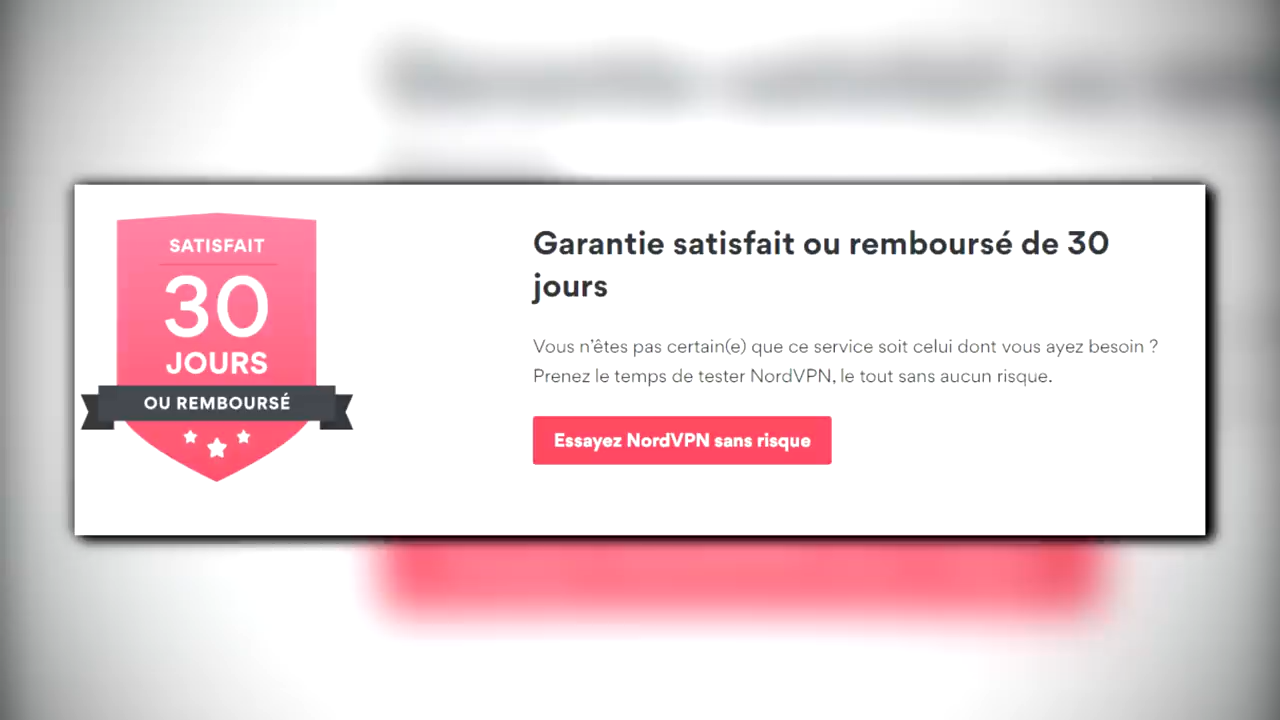 SATISFAIT
30
JOURS
OU REMBOURSÉ
Garantie satisfait ou remboursé de 30
jours
Vous n'êtes pas certain(e) que ce service soit celui dont vous ayez besoin ?
Prenez le temps de tester NordVPN, le tout sans aucun risque.
Essayez NordVPN sans risque